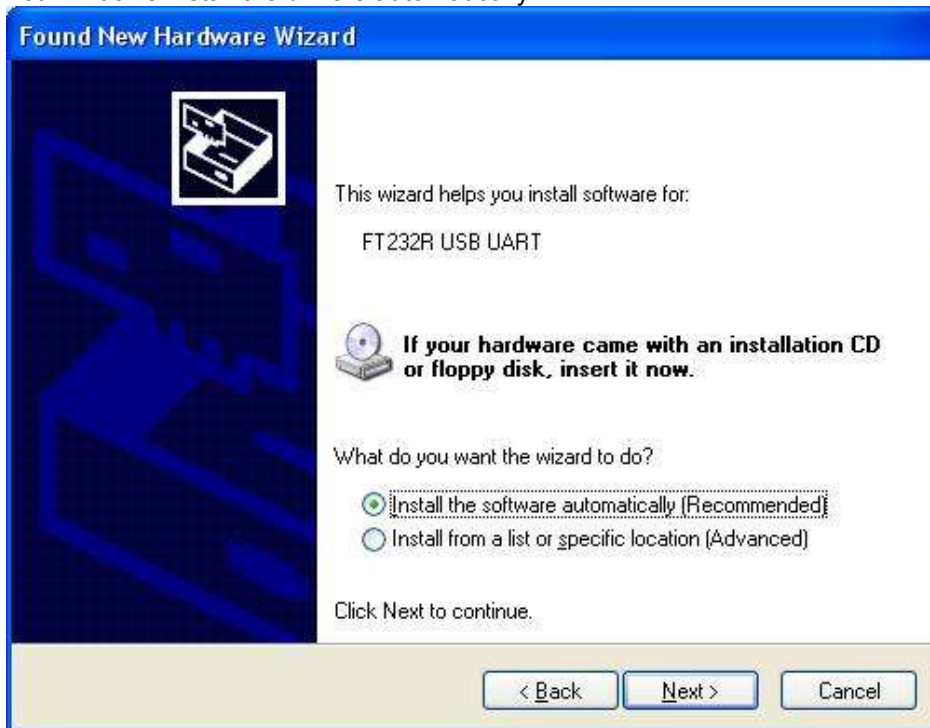 Found New Hardware Wizard
This wizard helps you install software for:
FT232R USB UART
If your hardware came with an installation CD
or floppy disk, insert it now.
What do you want the wizard to do?
Install the software automatically (Recommended)
Install from a list or specific location (Advanced)
Click Next to continue.
< Back
Next >
Cancel